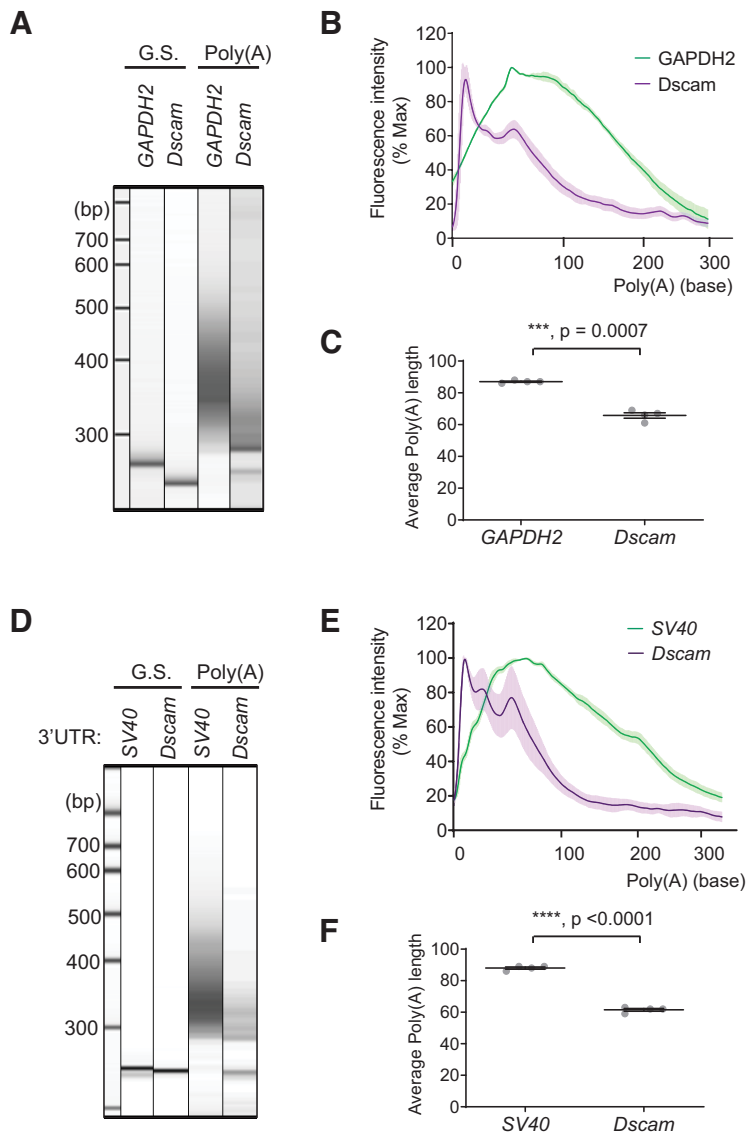 A
G.S. Poly(A)
GAPDH2 Dscam GAPDH2 Dscam
(bp)
700
600
500
400
300
B
120
100
80
60
40
20
0
Fluorescence intensity
(% Max)
GAPDH2
Dscam
0 100 200 300
Poly(A) (base)
C
***, p = 0.0007
100
80
60
40
20
0
Average Poly(A) length
GAPDH2 Dscam
D
G.S. Poly(A)
3'UTR: SV40 Dscam SV40 Dscam
(bp)
700
600
500
400
300
E
120
100
80
60
40
20
0
Fluorescence intensity
(% Max)
SV40
Dscam
0 100 200 300
Poly(A) (base)
F
****, p <0.0001
100
80
60
40
20
0
Average Poly(A) length
SV40 Dscam